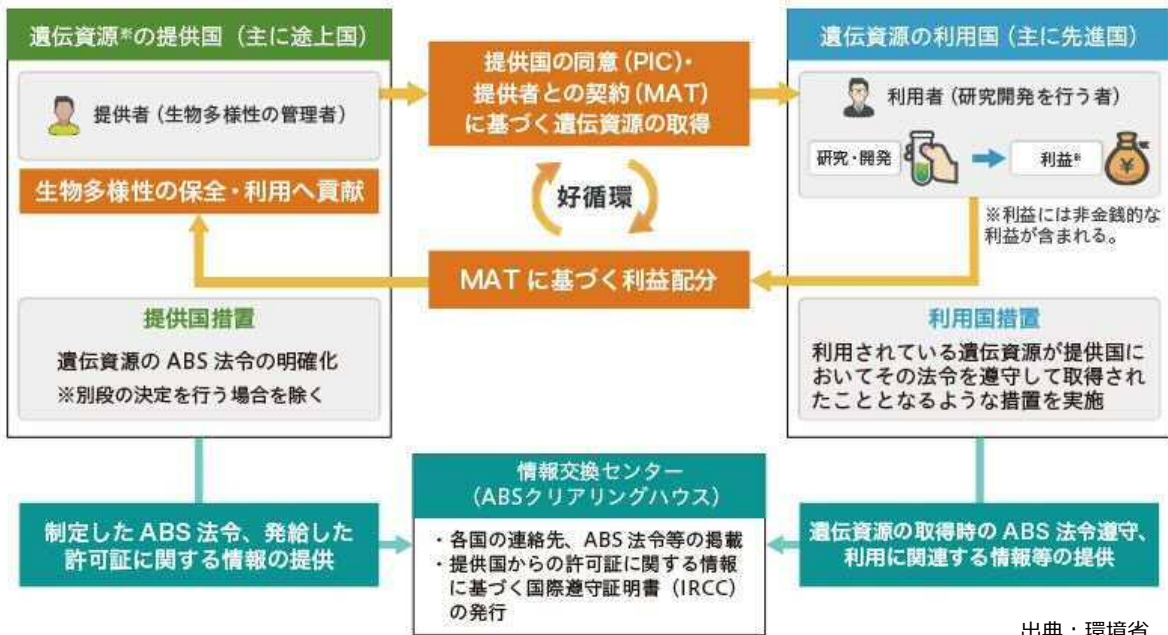 遺伝資源※の提供国（主に途上国）
提供者（生物多様性の管理者）
生物多様性の保全・利用へ貢献
提供国措置
遺伝資源の ABS 法令の明確化
※別段の決定を行う場合を除く
提供国の同意（PIC）・
提供者との契約（MAT）
に基づく遺伝資源の取得
好循環
MAT に基づく利益配分
遺伝資源の利用国（主に先進国）
利用者（研究開発を行う者）
研究・開発
利益※
¥
※利益には非金銭的な
利益が含まれる。
利用国措置
利用されている遺伝資源が提供国に
おいてその法令を遵守して取得され
たこととなるような措置を実施
制定した ABS 法令、発給した
許可証に関する情報の提供
情報交換センター
（ABSクリアリングハウス）
・各国の連絡先、ABS 法令等の掲載
・提供国からの許可証に関する情報
に基づく国際遵守証明書（IRCC）
の発行
遺伝資源の取得時の ABS 法令遵守、
利用に関連する情報等の提供
出典：環境省